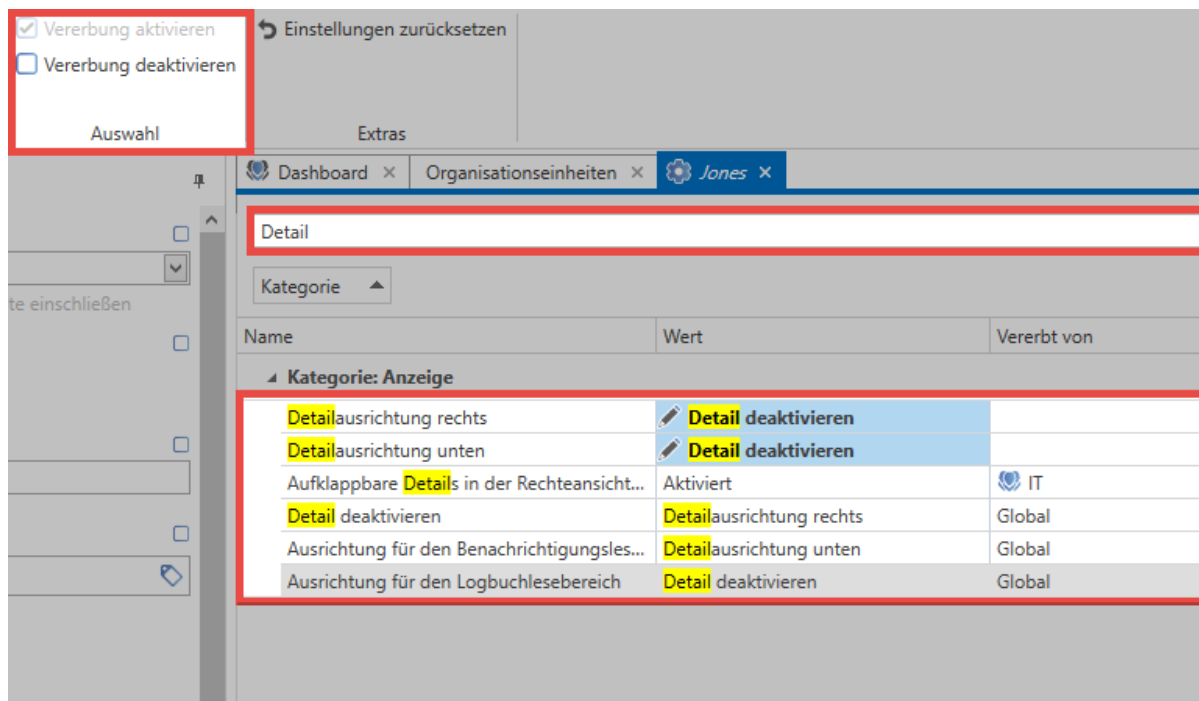 Vererbung aktivieren
Einstellungen zurücksetzen
Vererbung deaktivieren
Auswahl
Extras
Dashboard
Organisationseinheiten
Jones
Detail
Kategorie
te einschließen
Name
Wert
Vererbt von
Kategorie: Anzeige
Detailausrichtung rechts
Detail deaktivieren
Detailausrichtung unten
Detail deaktivieren
Aufklappbare Details in der Rechteansicht...
Aktiviert
IT
Detail deaktivieren
Detailausrichtung rechts
Global
Ausrichtung für den Benachrichtigungsles...
Detailausrichtung unten
Global
Ausrichtung für den Logbuchlesebereich
Detail deaktivieren
Global